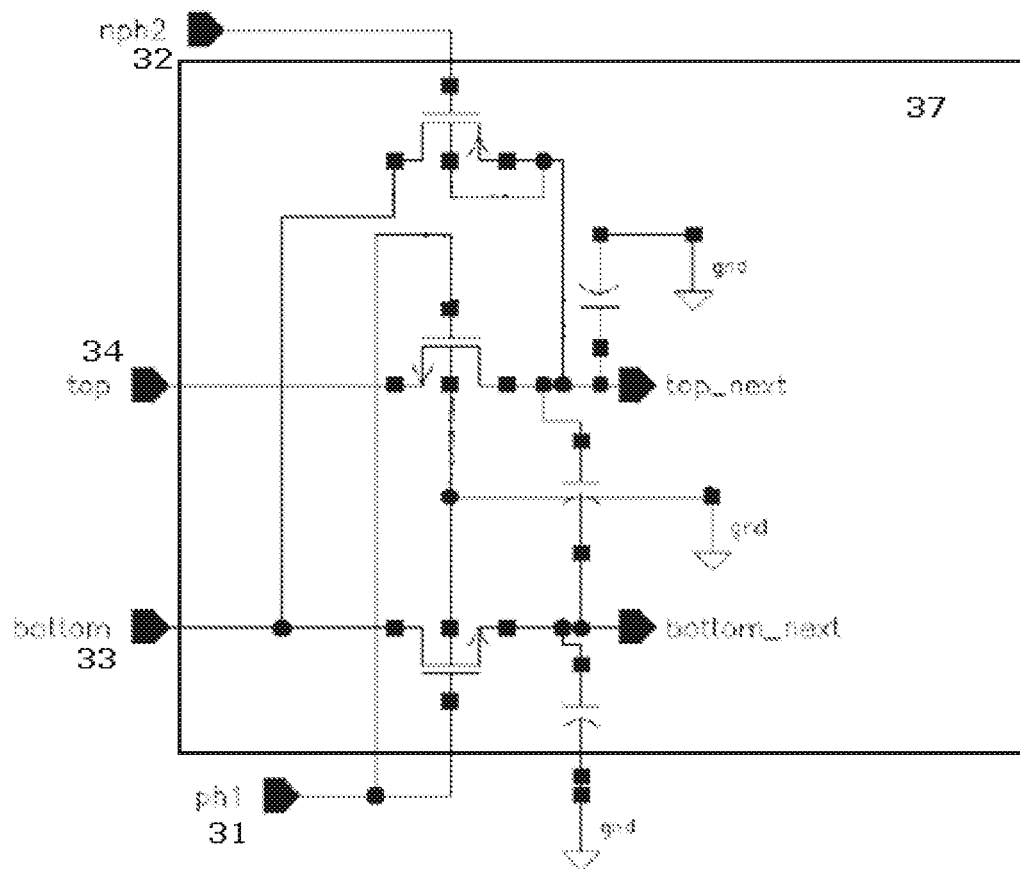 nph2
32
37
gnd
34
top
top_next
gnd
bottom
bottom_next
33
ph1
31
gnd